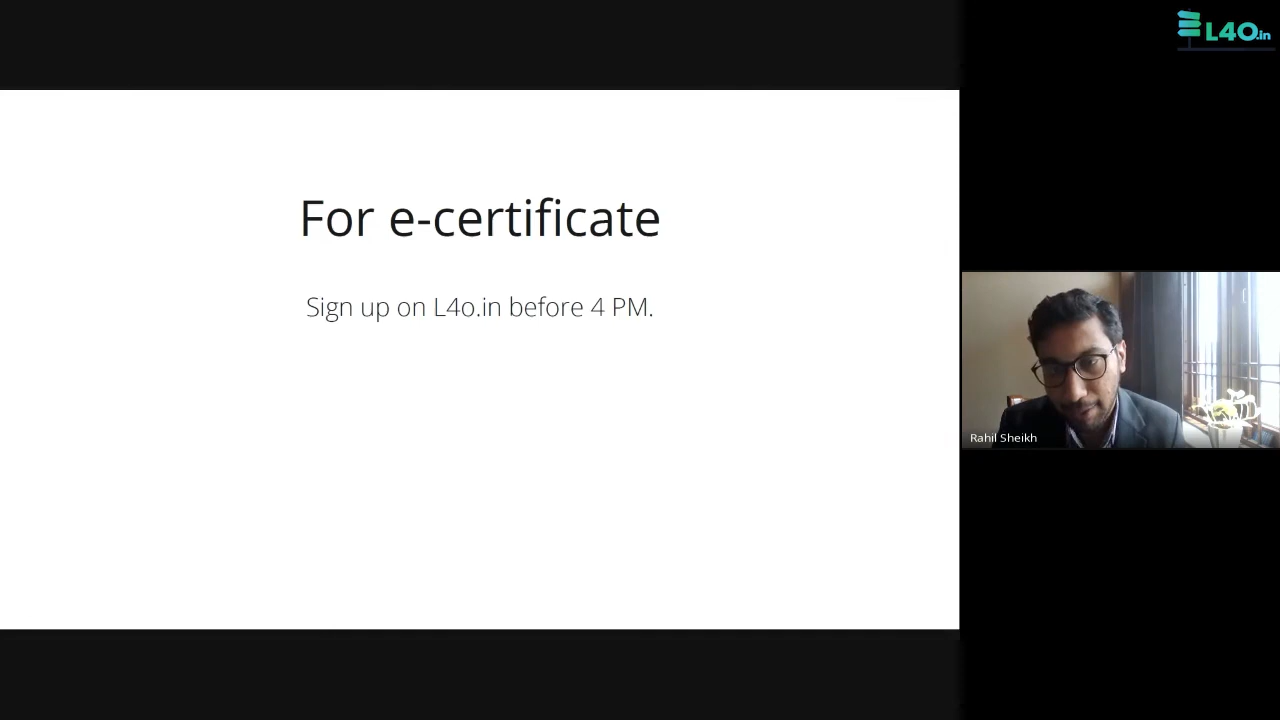 L4O.in
For e-certificate
Sign up on L4o.in before 4 PM.
Rahil Sheikh